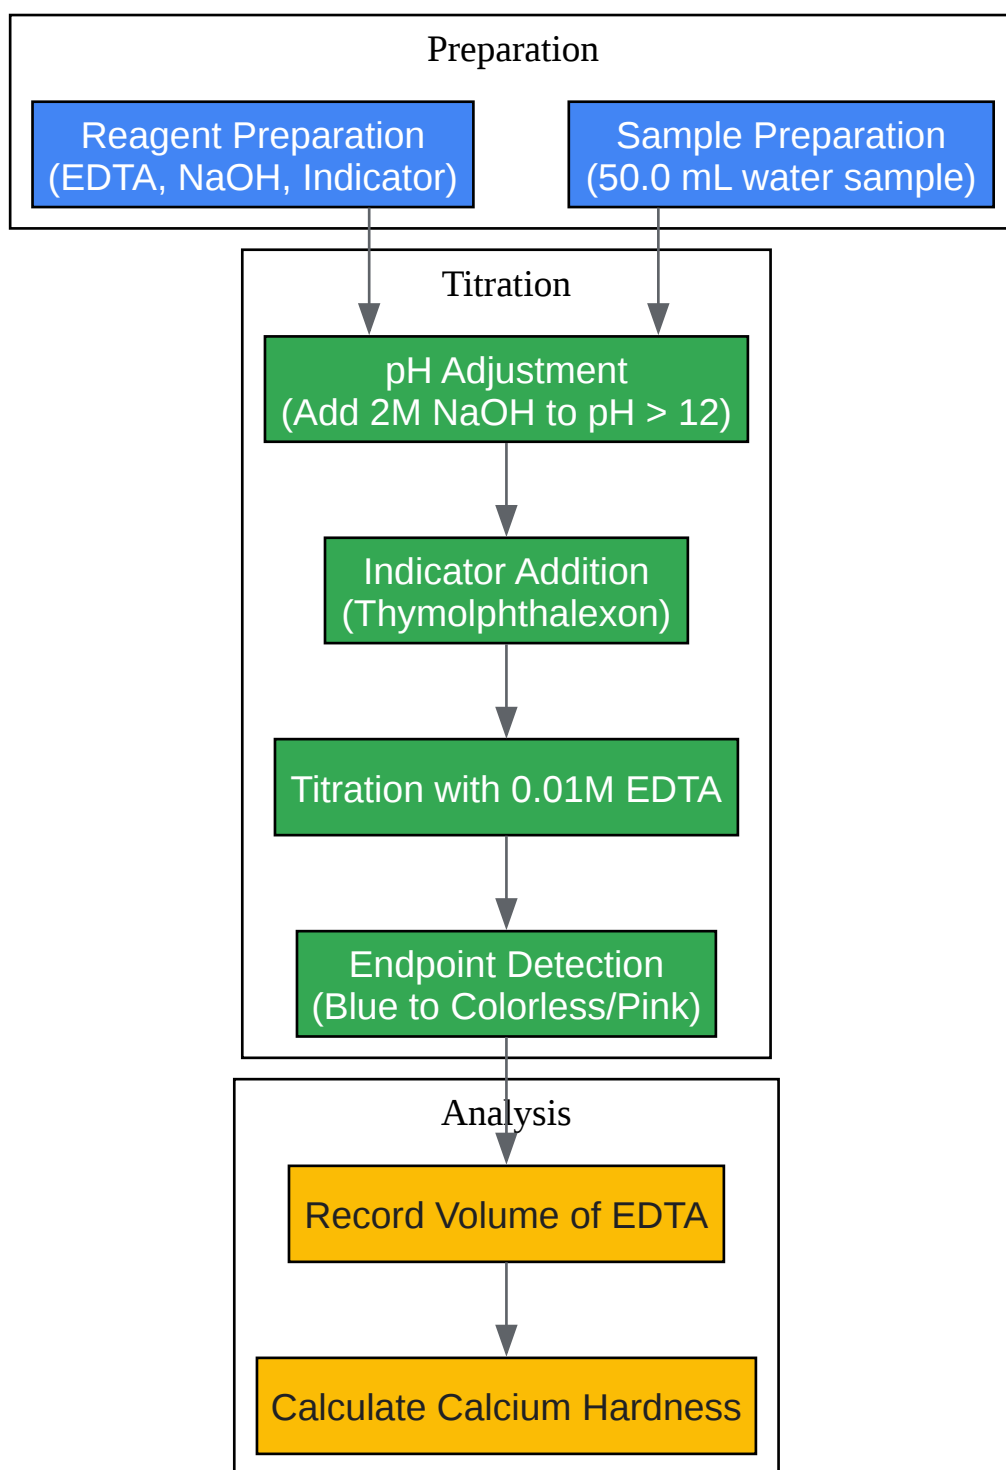 Preparation
Reagent Preparation
(EDTA, NaOH, Indicator)
Sample Preparation
(50.0 mL water sample)
Titration
pH Adjustment
(Add 2M NaOH to pH > 12)
Indicator Addition
(Thymolphthalexon)
Titration with 0.01M EDTA
Endpoint Detection
(Blue to Colorless/Pink)
Analysis
Record Volume of EDTA
Calculate Calcium Hardness